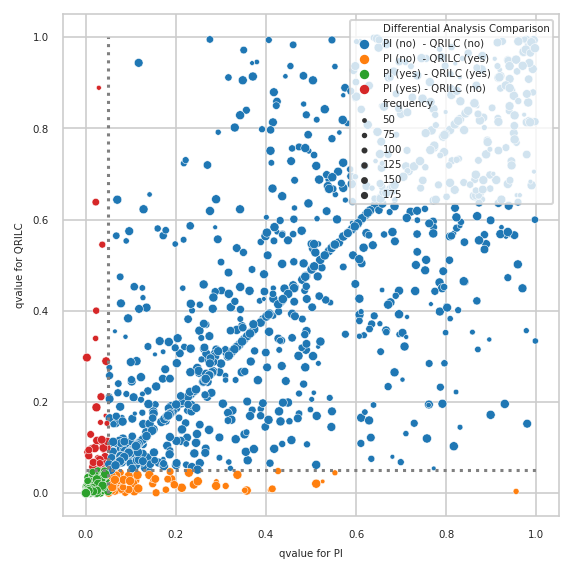 Differential Analysis Comparison
PI (no) - QRILC (no)
PI (no) - QRILC (yes)
PI (yes) - QRILC (yes)
PI (yes) - QRILC (no)
frequency
50
75
100
125
150
175
1.0
0.8
0.6
0.4
0.2
0.0
qvalue for QRILC
0.0 0.2 0.4 0.6 0.8 1.0
qvalue for PI